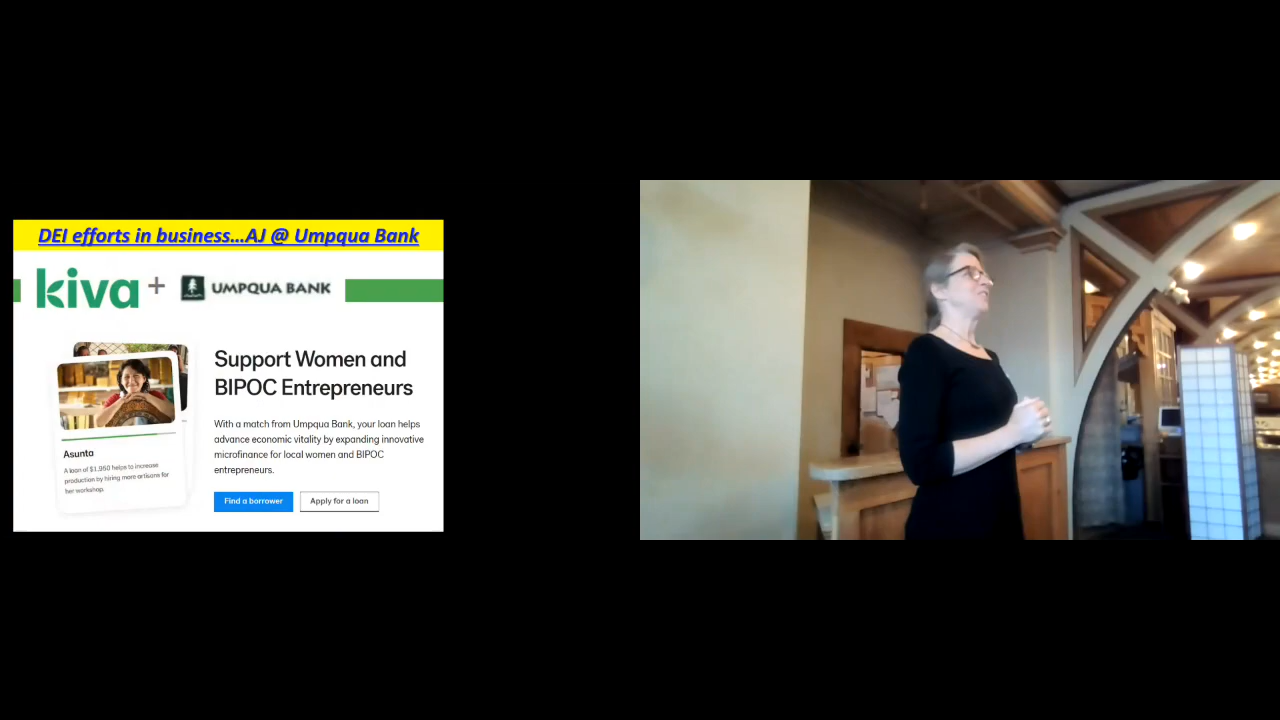 DEI efforts in business...AJ @ Umpqua Bank
kiva + UMPQUA BANK
Support Women and
BIPOC Entrepreneurs
With a match from Umpqua Bank, your loan helps
advance economic vitality by expanding innovative
microfinance for local women and BIPOC
entrepreneurs.
Asunta
A loan of $1,950 helps to increase
production by hiring more artisans for
her workshop.
Find a borrower
Apply for a loan